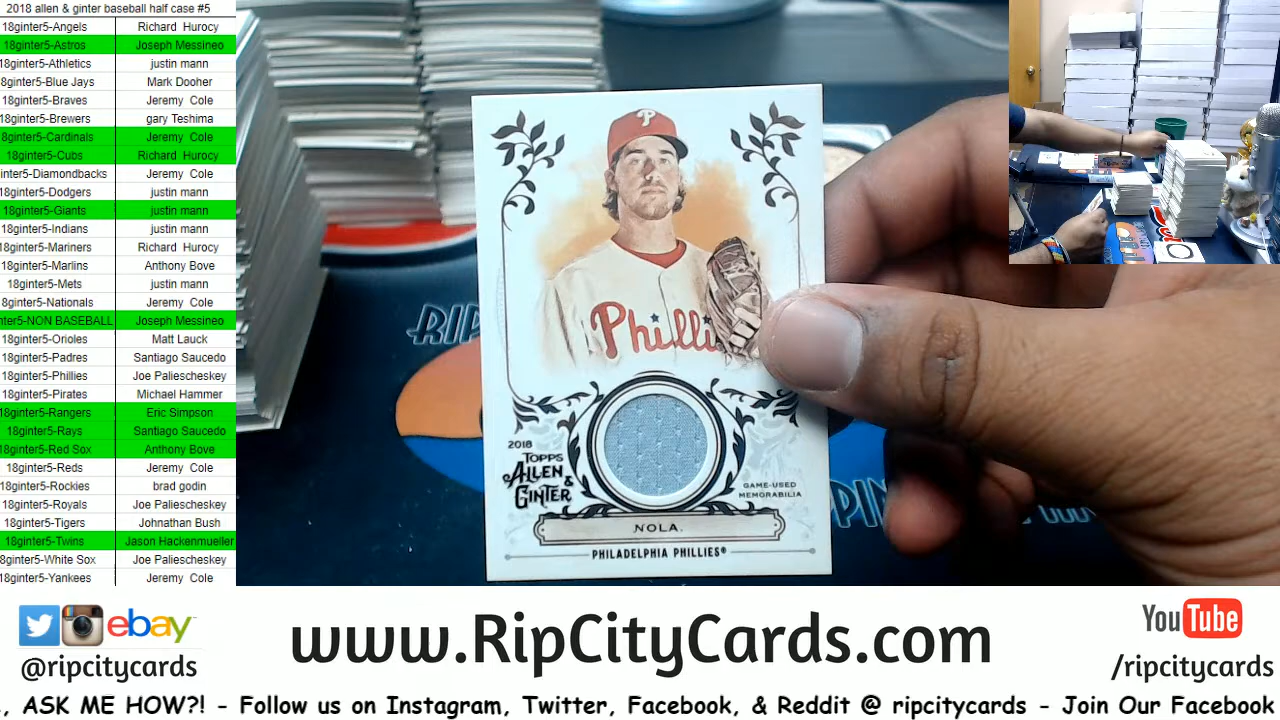 2018 allen & ginter baseball half case #5
18ginter5-Angels Richard Hurocy
18ginter5-Astros Joseph Messineo
18ginter5-Athletics justin mann
8ginter5-Blue Jays Mark Dooher
18ginter5-Braves Jeremy Cole
18ginter5-Brewers gary Teshima
8ginter5-Cardinals Jeremy Cole
18ginter5-Cubs Richard Hurocy
inter5-Diamondbacks Jeremy Cole
18ginter5-Dodgers justin mann
18ginter5-Giants justin mann
18ginter5-Indians justin mann
18ginter5-Mariners Richard Hurocy
18ginter5-Marlins Anthony Bove
18ginter5-Mets justin mann
8ginter5-Nationals Jeremy Cole
nter5-NON BASEBALL Joseph Messineo
18ginter5-Orioles Matt Lauck
18ginter5-Padres Santiago Saucedo
18ginter5-Phillies Joe Paliescheskey
18ginter5-Pirates Michael Hammer
18ginter5-Rangers Eric Simpson
18ginter5-Rays Santiago Saucedo
18ginter5-Red Sox Anthony Bove
18ginter5-Reds Jeremy Cole
18ginter5-Rockies brad godin
18ginter5-Royals Joe Paliescheskey
18ginter5-Tigers Johnathan Bush
18ginter5-Twins Jason Hackenmueller
8ginter5-White Sox Joe Paliescheskey
18ginter5-Yankees Jeremy Cole
P
Philli
2018
TOPPS
ALLEN &
GINTER
GAME-USED
MEMORABILIA
NOLA.
PHILADELPHIA PHILLIES®
RIP
ebay
@ripcitycards
www.RipCityCards.com
YouTube
/ripcitycards
., ASK ME HOW?! - Follow us on Instagram, Twitter, Facebook, & Reddit @ ripcitycards - Join Our Facebook